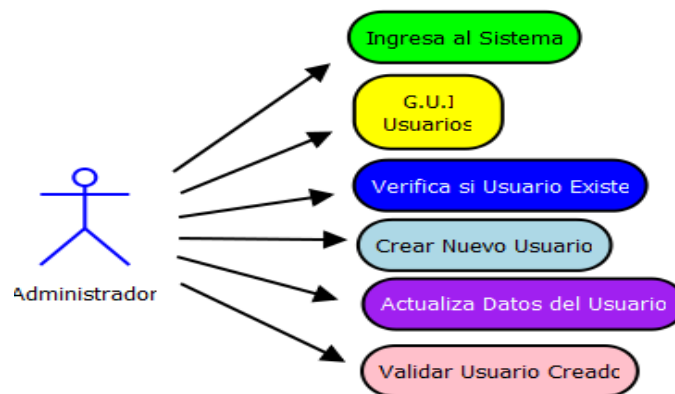 Ingresa al Sistema
G.U.I
Usuarios
Verifica si Usuario Existe
Crear Nuevo Usuario
Administrador
Actualiza Datos del Usuario
Validar Usuario Creado